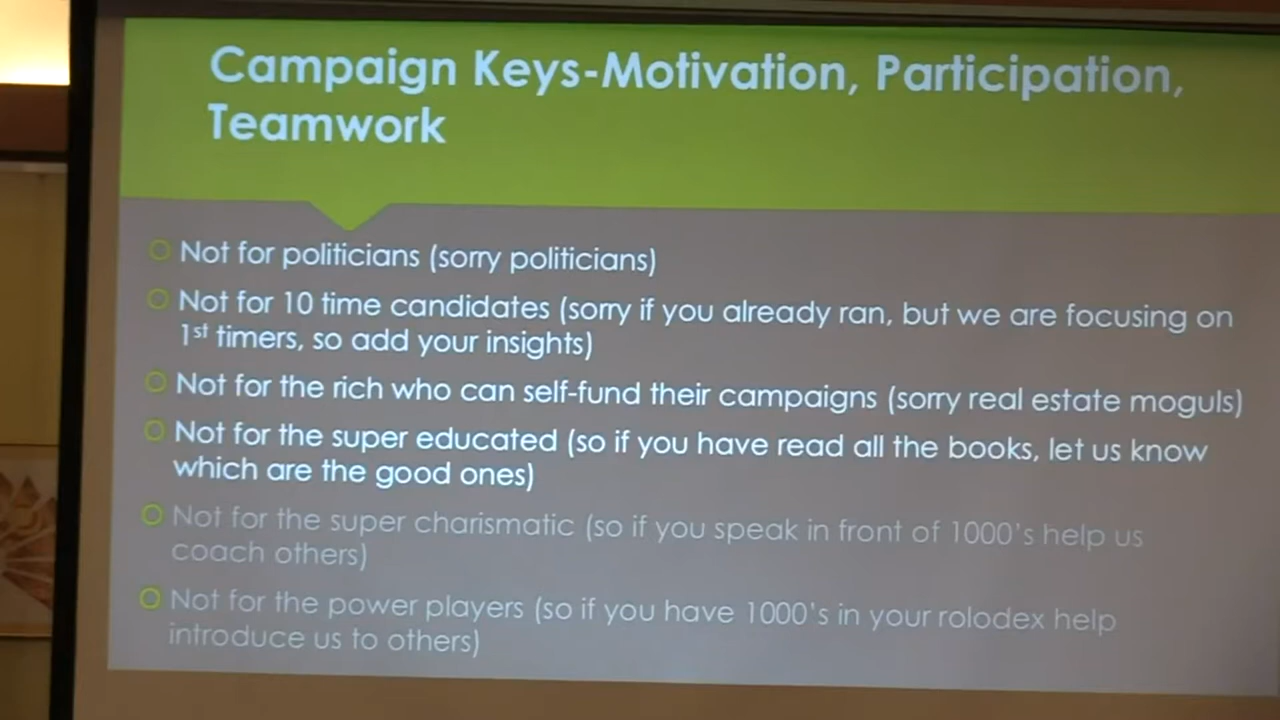 Campaign Keys-Motivation, Participation,
Teamwork
Not for politicians (sorry politicians)
Not for 10 time candidates (sorry if you already ran, but we are focusing on
1st timers, so add your insights)
Not for the rich who can self-fund their campaigns (sorry real estate moguls)
Not for the super educated (so if you have read all the books, let us know
which are the good ones)
Not for the super charismatic (so if you speak in front of 1000's help us
coach others)
Not for the power players (so if you have 1000's in your rolodex help
introduce us to others)